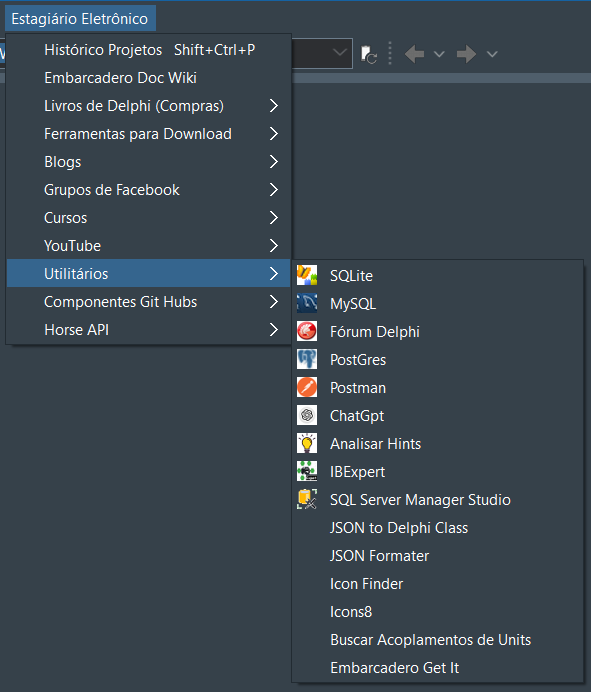 Estagiário Eletrônico
Histórico Projetos Shift+Ctrl+P
Embarcadero Doc Wiki
Livros de Delphi (Compras)
Ferramentas para Download
Blogs
Grupos de Facebook
Cursos
YouTube
Utilitários
Componentes Git Hubs
Horse API
SQLite
MySQL
Fórum Delphi
PostGres
Postman
ChatGpt
Analisar Hints
IBExpert
SQL Server Manager Studio
JSON to Delphi Class
JSON Formater
Icon Finder
Icons8
Buscar Acoplamentos de Units
Embarcadero Get It